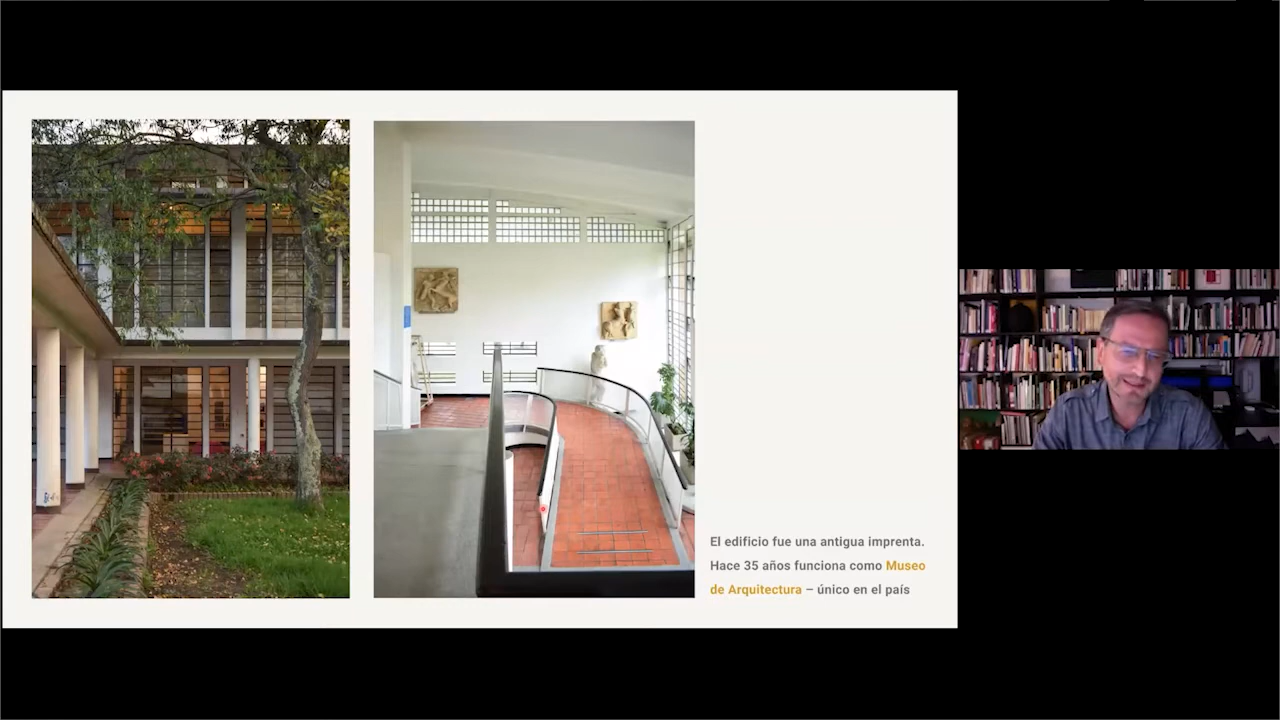 El edificio fue una antigua imprenta.
Hace 35 años funciona como Museo
de Arquitectura – único en el país